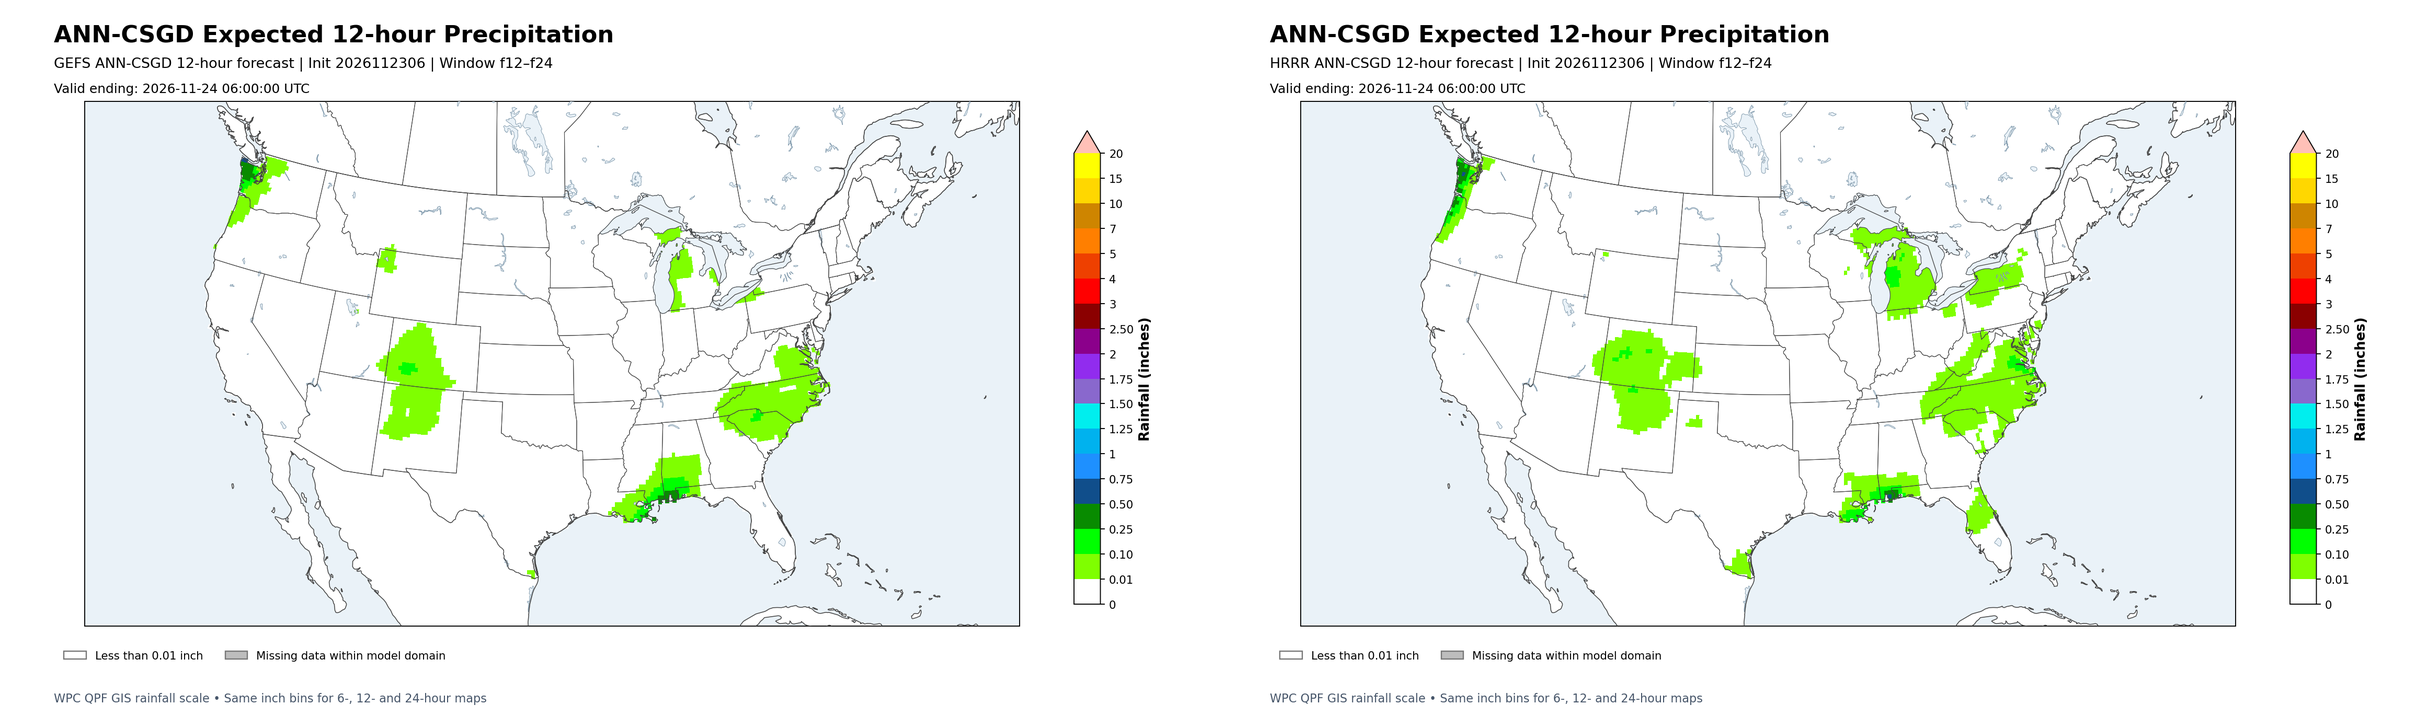 ANN-CSGD Expected 12-hour Precipitation
GEFS ANN-CSGD 12-hour forecast | Init 2026112306 | Window f12–f24
Valid ending: 2026-11-24 06:00:00 UTC
20
15
10
7
5
4
3
2.50
2
1.75
1.50
1.25
1
0.75
0.50
0.25
0.10
0.01
0
Rainfall (inches)
Less than 0.01 inch
Missing data within model domain
WPC QPF GIS rainfall scale • Same inch bins for 6-, 12- and 24-hour maps
ANN-CSGD Expected 12-hour Precipitation
HRRR ANN-CSGD 12-hour forecast | Init 2026112306 | Window f12–f24
Valid ending: 2026-11-24 06:00:00 UTC
20
15
10
7
5
4
3
2.50
2
1.75
1.50
1.25
1
0.75
0.50
0.25
0.10
0.01
0
Rainfall (inches)
Less than 0.01 inch
Missing data within model domain
WPC QPF GIS rainfall scale • Same inch bins for 6-, 12- and 24-hour maps